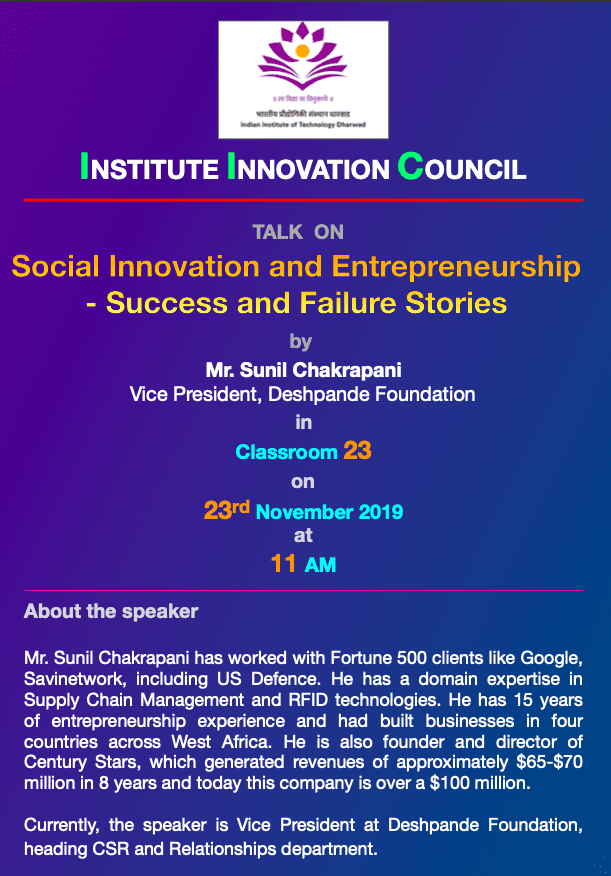 ॥ सा विद्या या विमुक्तये ॥
भारतीय प्रौद्योगिकी संस्थान धारवाड
Indian Institute of Technology Dharwad
INSTITUTE INNOVATION COUNCIL
TALK ON
Social Innovation and Entrepreneurship
- Success and Failure Stories
by
Mr. Sunil Chakrapani
Vice President, Deshpande Foundation
in
Classroom 23
on
23rd November 2019
at
11 AM
About the speaker
Mr. Sunil Chakrapani has worked with Fortune 500 clients like Google,
Savinetwork, including US Defence. He has a domain expertise in
Supply Chain Management and RFID technologies. He has 15 years
of entrepreneurship experience and had built businesses in four
countries across West Africa. He is also founder and director of
Century Stars, which generated revenues of approximately $65-$70
million in 8 years and today this company is over a $100 million.
Currently, the speaker is Vice President at Deshpande Foundation,
heading CSR and Relationships department.